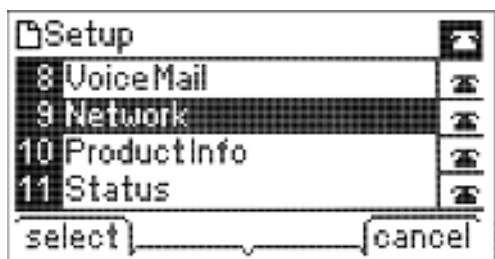 Setup
8 VoiceMail
9 Network
10 ProductInfo
11 Status
select cancel